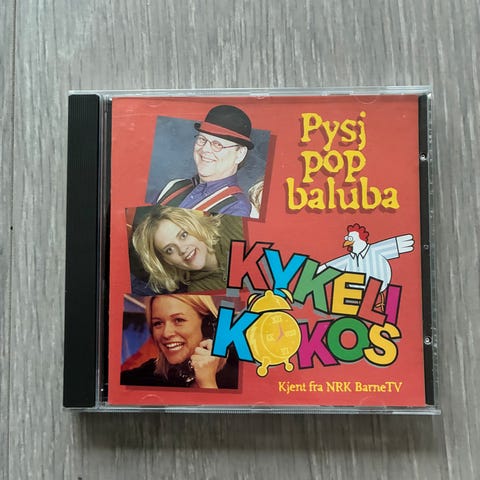 Pysj
pop
baluba
KYKELI
KOKOS
Kjent fra NRK BarneTV